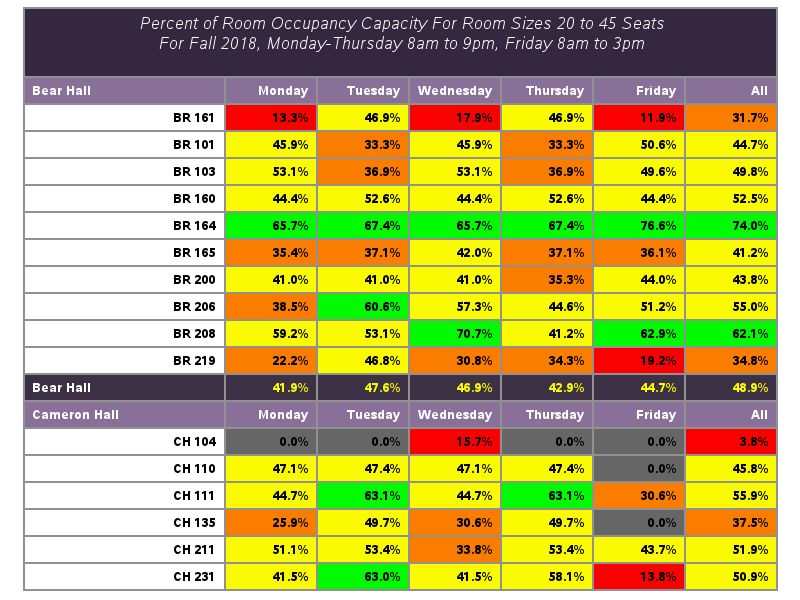 Percent of Room Occupancy Capacity For Room Sizes 20 to 45 Seats
For Fall 2018, Monday-Thursday 8am to 9pm, Friday 8am to 3pm
Bear Hall Monday Tuesday Wednesday Thursday Friday All
BR 161 13.3% 46.9% 17.9% 46.9% 11.9% 31.7%
BR 101 45.9% 33.3% 45.9% 33.3% 50.6% 44.7%
BR 103 53.1% 36.9% 53.1% 36.9% 49.6% 49.8%
BR 160 44.4% 52.6% 44.4% 52.6% 44.4% 52.5%
BR 164 65.7% 67.4% 65.7% 67.4% 76.6% 74.0%
BR 165 35.4% 37.1% 42.0% 37.1% 36.1% 41.2%
BR 200 41.0% 41.0% 41.0% 35.3% 44.0% 43.8%
BR 206 38.5% 60.6% 57.3% 44.6% 51.2% 55.0%
BR 208 59.2% 53.1% 70.7% 41.2% 62.9% 62.1%
BR 219 22.2% 46.8% 30.8% 34.3% 19.2% 34.8%
Bear Hall 41.9% 47.6% 46.9% 42.9% 44.7% 48.9%
Cameron Hall Monday Tuesday Wednesday Thursday Friday All
CH 104 0.0% 0.0% 15.7% 0.0% 0.0% 3.8%
CH 110 47.1% 47.4% 47.1% 47.4% 0.0% 45.8%
CH 111 44.7% 63.1% 44.7% 63.1% 30.6% 55.9%
CH 135 25.9% 49.7% 30.6% 49.7% 0.0% 37.5%
CH 211 51.1% 53.4% 33.8% 53.4% 43.7% 51.9%
CH 231 41.5% 63.0% 41.5% 58.1% 13.8% 50.9%